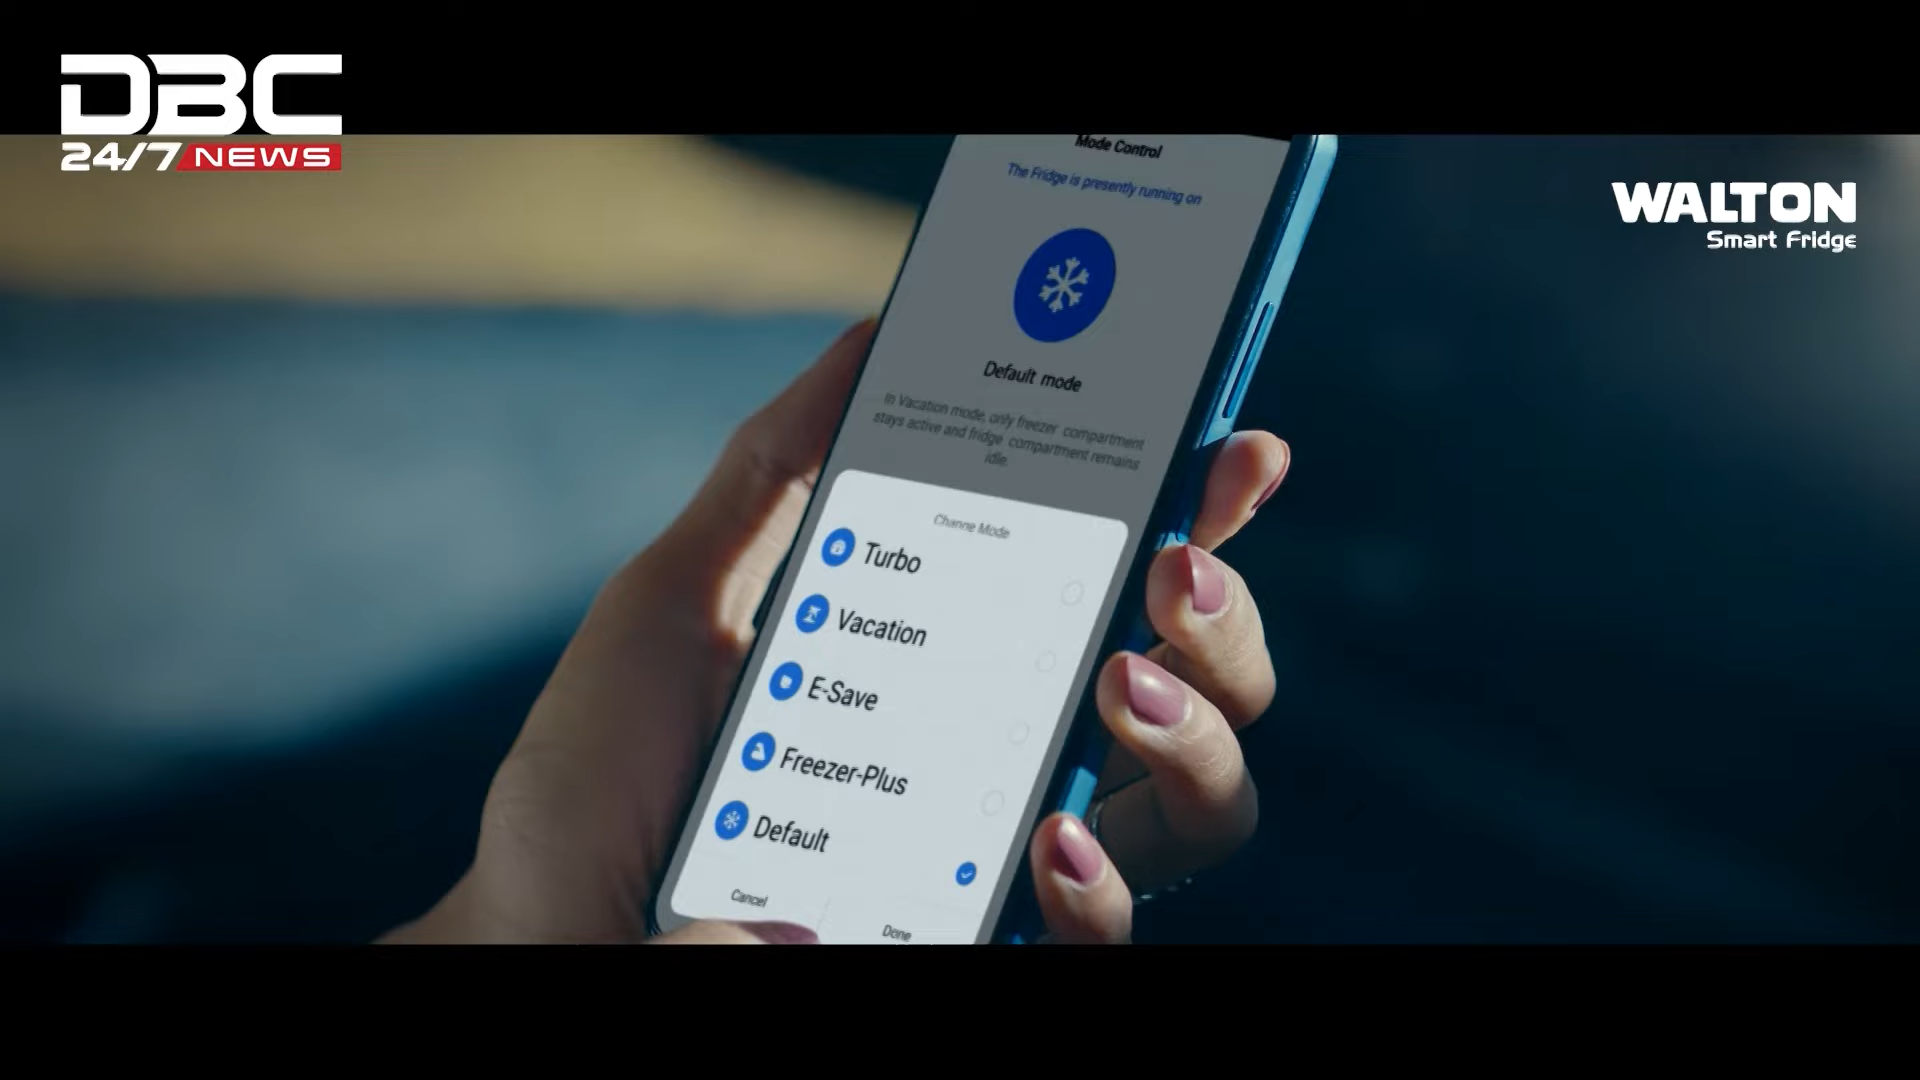 DBC
24/7 NEWS
WALTON
Smart Fridge
Mode Control
The Fridge is presently running on
Default mode
In Vacation mode, only freezer compartment
stays active and fridge compartment remains
idle.
Channe Mode
Turbo
Vacation
E-Save
Freezer-Plus
Default
Cancel
Done